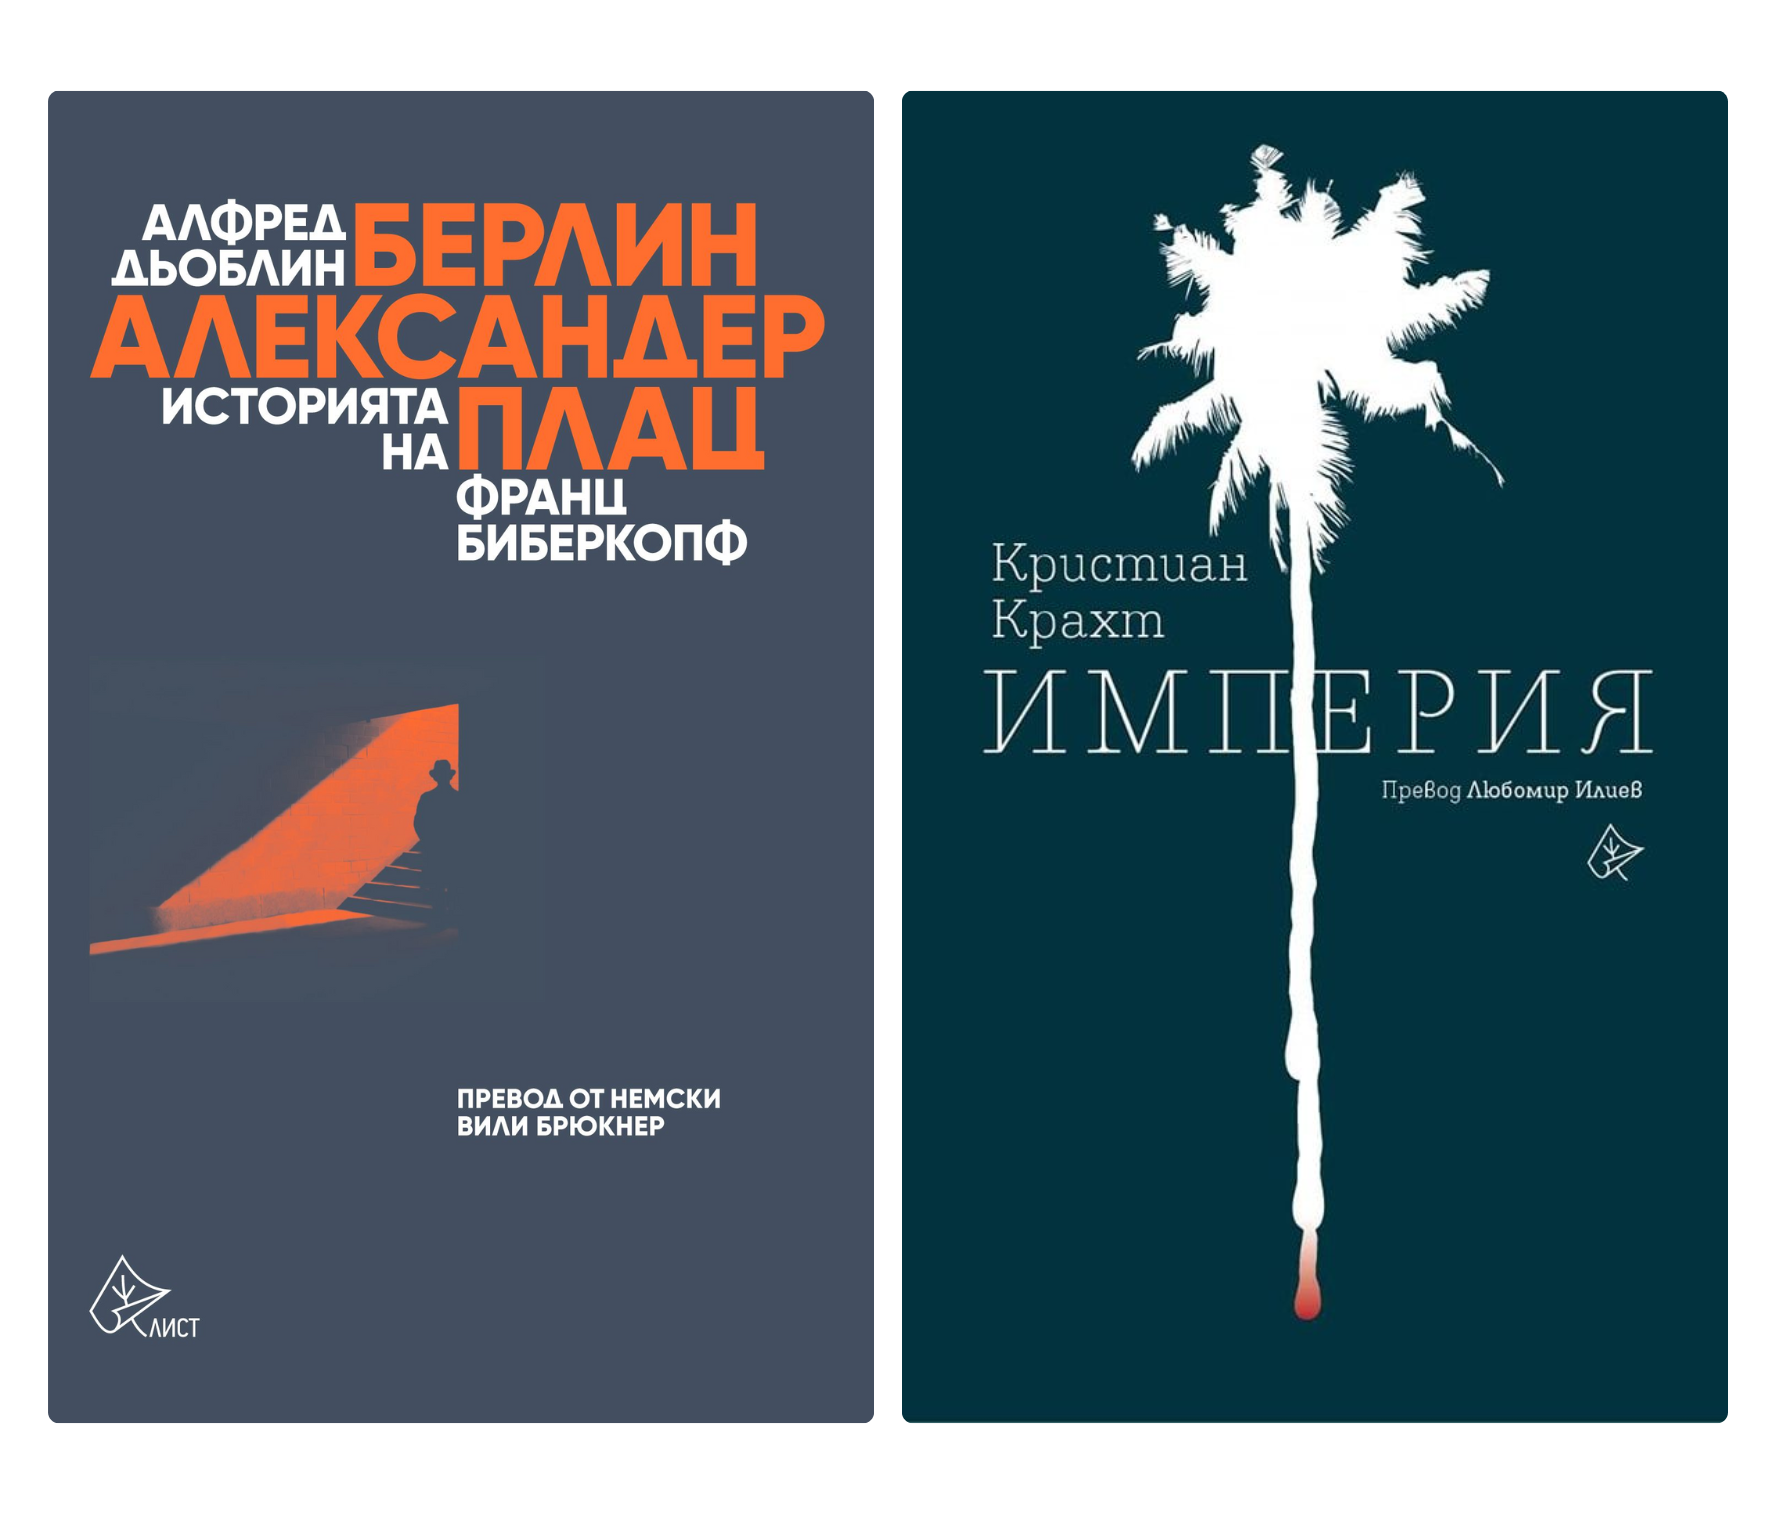 АЛФРЕД
ДЬОБЛИН
БЕРЛИН
АЛЕКСАНДЕР
ИСТОРИЯТА
НА
ПЛАЦ
ФРАНЦ
БИБЕРКОПФ
ПРЕВОД ОТ НЕМСКИ
ВИЛИ БРЮКНЕР
ЛИСТ
Кристиан
Крахт
ИМПЕРИЯ
Превод Любомир Илиев